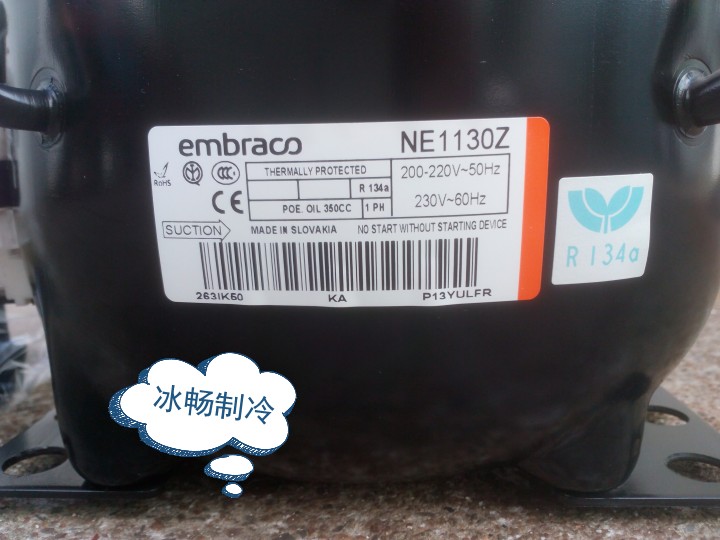 embraco
NE1130Z
RoHS
THERMALLY PROTECTED
R 134a
POE. OIL 350CC
1 PH
200-220V~50Hz
230V~60Hz
SUCTION
MADE IN SLOVAKIA
NO START WITHOUT STARTING DEVICE
263IK50
KA
P13YULFR
R 134a
冰畅制冷